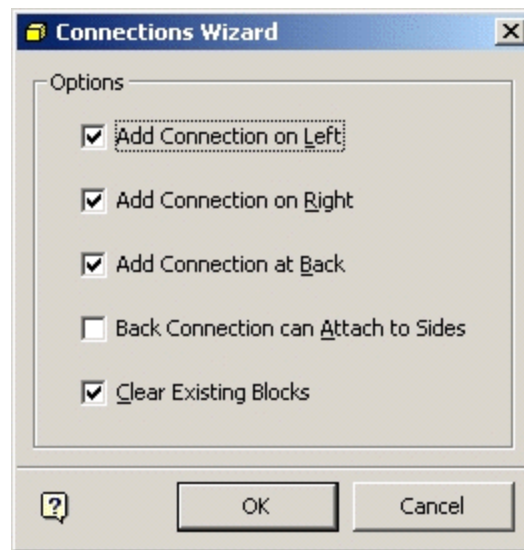 Connections Wizard
Options
Add Connection on Left
Add Connection on Right
Add Connection at Back
Back Connection can Attach to Sides
Clear Existing Blocks
OK
Cancel